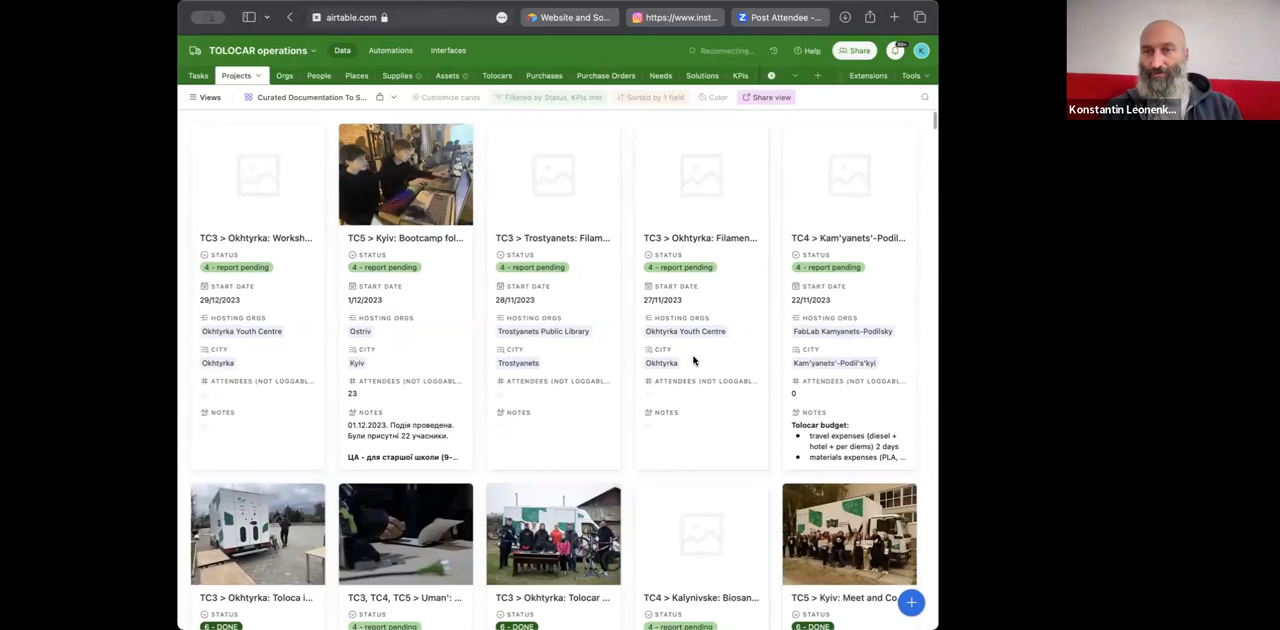 airtable.com
Website and So...
https://www.inst...
Post Attendee -...
TOLOCAR operations
Data
Automations
Interfaces
Reconnecting...
Help
Share
99+
K
Tasks
Projects
Orgs
People
Places
Supplies
Assets
Tolocars
Purchases
Purchase Orders
Needs
Solutions
KPIs
Extensions
Tools
Views
Curated Documentation To S...
Customize cards
Filtered by Status, KPIs met
Sorted by 1 field
Color
Share view
Konstantin Leonenk...
TC3 > Okhtyrka: Worksh...
STATUS
4 - report pending
START DATE
29/12/2023
HOSTING ORGS
Okhtyrka Youth Centre
CITY
Okhtyrka
ATTENDEES (NOT LOGGABL...
NOTES
TC5 > Kyiv: Bootcamp fol...
STATUS
4 - report pending
START DATE
1/12/2023
HOSTING ORGS
Ostriv
CITY
Kyiv
ATTENDEES (NOT LOGGABL...
23
NOTES
01.12.2023. Подія проведена.
Були присутні 22 учасники.
ЦА - для старшої школи (9-...
TC3 > Trostyanets: Filam...
STATUS
4 - report pending
START DATE
28/11/2023
HOSTING ORGS
Trostyanets Public Library
CITY
Trostyanets
ATTENDEES (NOT LOGGABL...
NOTES
TC3 > Okhtyrka: Filamen...
STATUS
4 - report pending
START DATE
27/11/2023
HOSTING ORGS
Okhtyrka Youth Centre
CITY
Okhtyrka
ATTENDEES (NOT LOGGABL...
NOTES
TC4 > Kam'yanets'-Podil...
STATUS
4 - report pending
START DATE
22/11/2023
HOSTING ORGS
FabLab Kamyanets-Podilsky
CITY
Kam'yanets'-Podil's'kyi
ATTENDEES (NOT LOGGABL...
0
NOTES
Tolocar budget:
travel expenses (diesel +
hotel + per diems) 2 days
materials expenses (PLA, ...
TC3 > Okhtyrka: Toloca i...
STATUS
6 - DONE
TC3, TC4, TC5 > Uman': ...
STATUS
4 - report pending
TC3 > Okhtyrka: Tolocar ...
STATUS
6 - DONE
TC4 > Kalynivske: Biosan...
STATUS
4 - report pending
TC5 > Kyiv: Meet and Co...
STATUS
6 - DONE